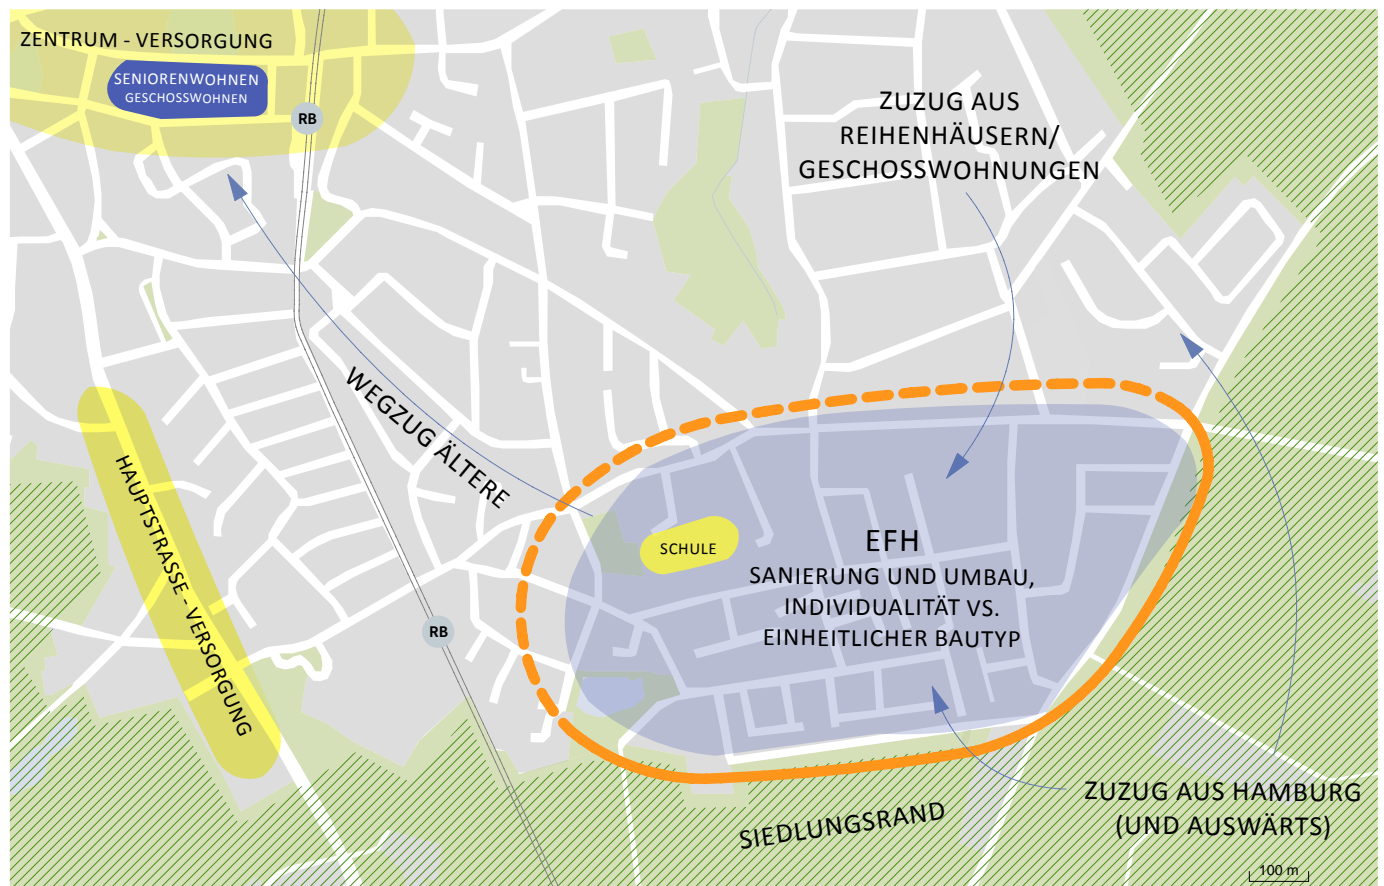 ZENTRUM - VERSORGUNG
SENIORENWOHNEN
GESCHOSSWOHNEN
RB
ZUZUG AUS
REIHENHÄUSERN/
GESCHOSSWOHNUNGEN
WEGZUG ÄLTERE
HAUPTSTRASSE - VERSORGUNG
SCHULE
EFH
SANIERUNG UND UMBAU,
INDIVIDUALITÄT VS.
EINHEITLICHER BAUTYP
RB
SIEDLUNGSRAND
ZUZUG AUS HAMBURG
(UND AUSWÄRTS)
100 m